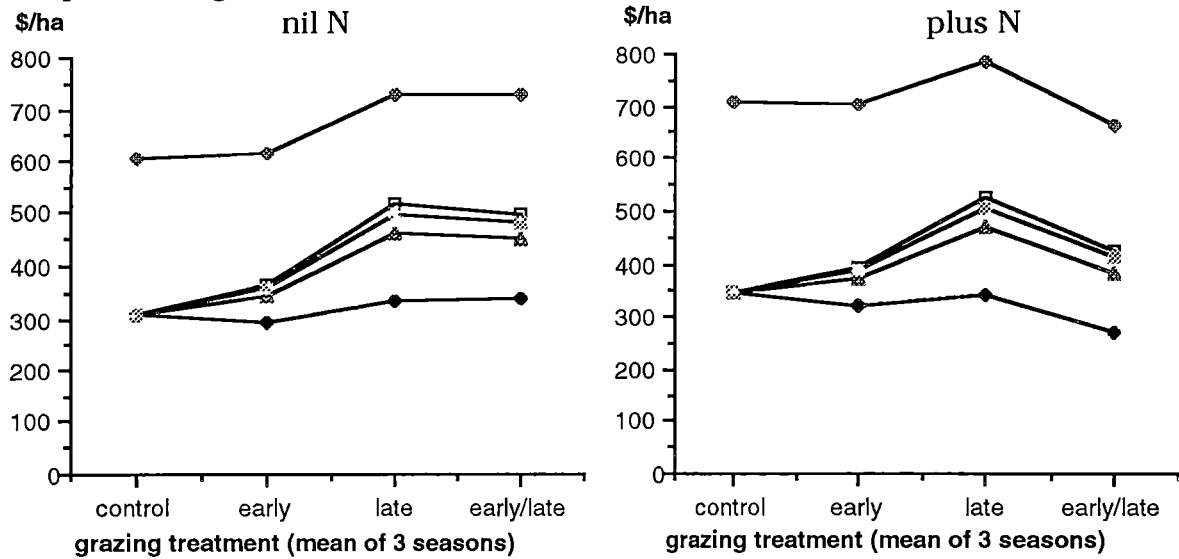 $/ha
nil N
800
700
600
500
400
300
200
100
0
control early late early/late
grazing treatment (mean of 3 seasons)
$/ha
plus N
800
700
600
500
400
300
200
100
0
control early late early/late
grazing treatment (mean of 3 seasons)